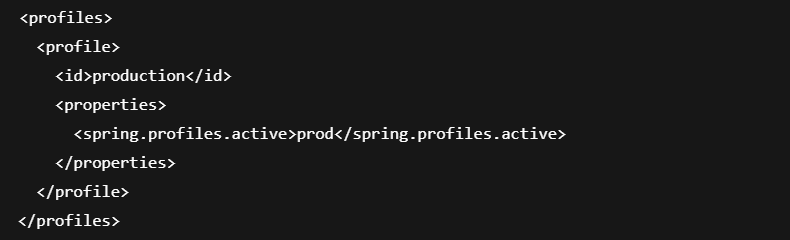 <profiles>
<profile>
<id>production</id>
<properties>
<spring.profiles.active>prod</spring.profiles.active>
</properties>
</profile>
</profiles>